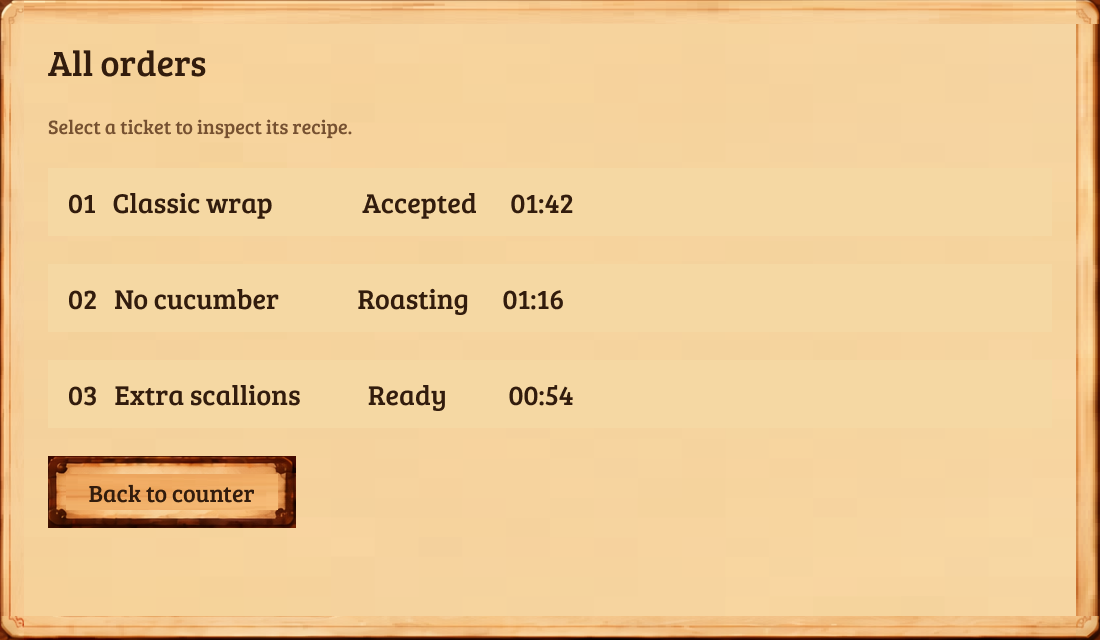 All orders
Select a ticket to inspect its recipe.
01 Classic wrap Accepted 01:42
02 No cucumber Roasting 01:16
03 Extra scallions Ready 00:54
Back to counter